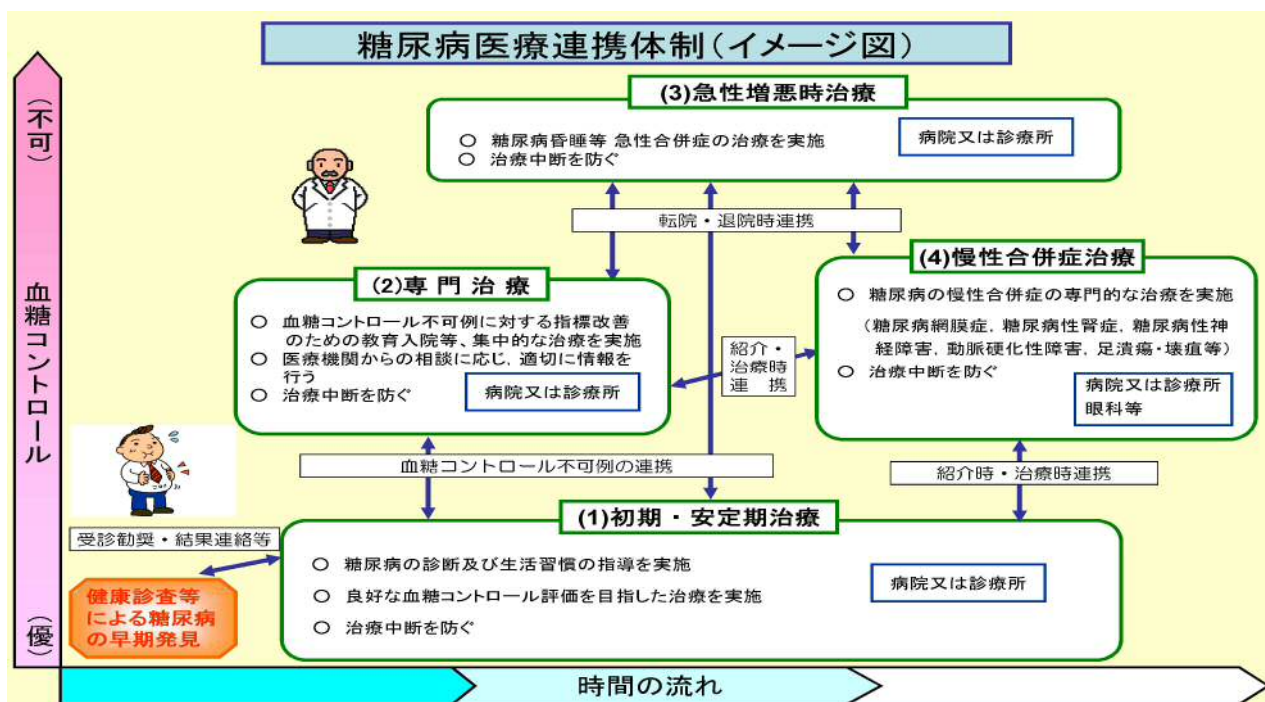 糖尿病医療連携体制(イメージ図)
(不可)
血糖コントロール
(優)
(3)急性増悪時治療
○ 糖尿病昏睡等 急性合併症の治療を実施
○ 治療中断を防ぐ
病院又は診療所
転院・退院時連携
(2)専門治療
○ 血糖コントロール不可例に対する指標改善
のための教育入院等、集中的な治療を実施
○ 医療機関からの相談に応じ，適切に情報を
行う
○ 治療中断を防ぐ
病院又は診療所
紹介・
治療時
連携
(4)慢性合併症治療
○ 糖尿病の慢性合併症の専門的な治療を実施
(糖尿病網膜症，糖尿病性腎症，糖尿病性神
経障害，動脈硬化性障害，足潰瘍・壊疽等)
○ 治療中断を防ぐ
病院又は診療所
眼科等
血糖コントロール不可例の連携
紹介時・治療時連携
受診勧奨・結果連絡等
健康診査等
による糖尿病
の早期発見
(1)初期・安定期治療
○ 糖尿病の診断及び生活習慣の指導を実施
○ 良好な血糖コントロール評価を目指した治療を実施
○ 治療中断を防ぐ
病院又は診療所
時間の流れ